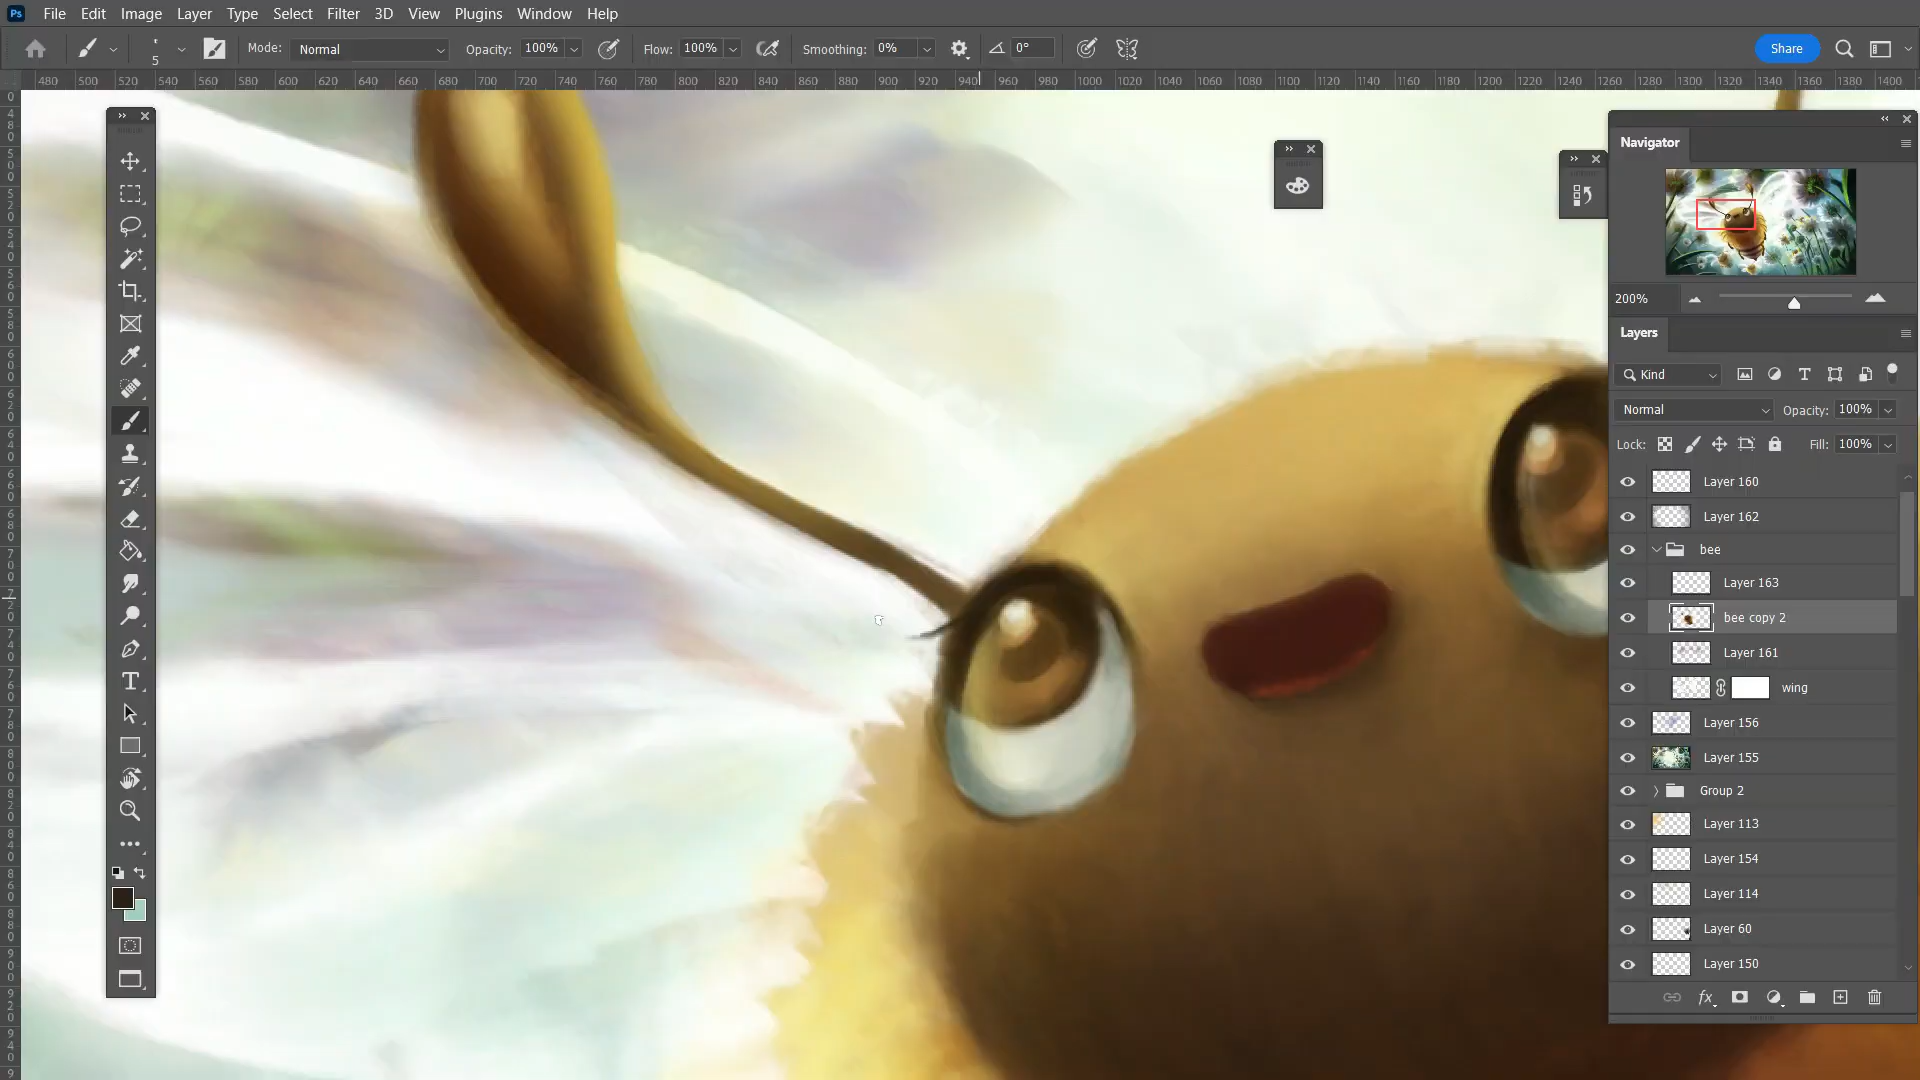 Ps File Edit Image Layer Type Select Filter 3D View Plugins Window Help
5 Mode: Normal Opacity: 100% Flow: 100% Smoothing: 0% 0° Share
480 500 520 540 560 580 600 620 640 660 680 700 720 740 760 780 800 820 840 860 880 900 920 940 960 980 1000 1020 1040 1060 1080 1100 1120 1140 1160 1180 1200 1220 1240 1260 1280 1300 1320 1340 1360 1380 1400
Navigator
200%
Layers
Kind
Normal Opacity: 100%
Lock: Fill: 100%
Layer 160
Layer 162
bee
Layer 163
bee copy 2
Layer 161
wing
Layer 156
Layer 155
Group 2
Layer 113
Layer 154
Layer 114
Layer 60
Layer 150
fx